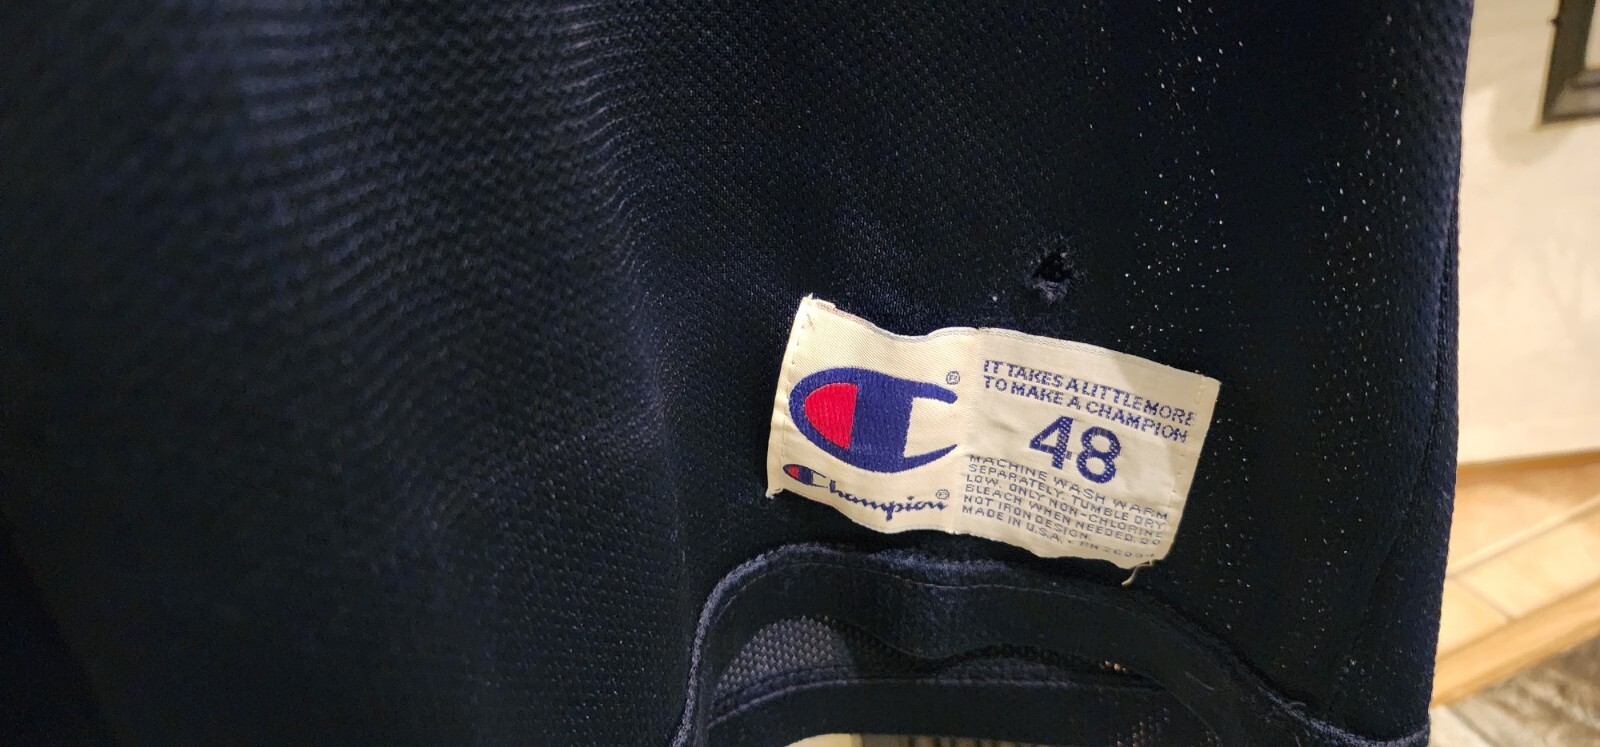 IT TAKES A LITTLE MORE
TO MAKE A CHAMPION
48
Champion
MACHINE WASH WARM
SEPARATELY. TUMBLE DRY
LOW. ONLY NON-CHLORINE
BLEACH WHEN NEEDED. DO
NOT IRON DESIGN.
MADE IN U.S.A.